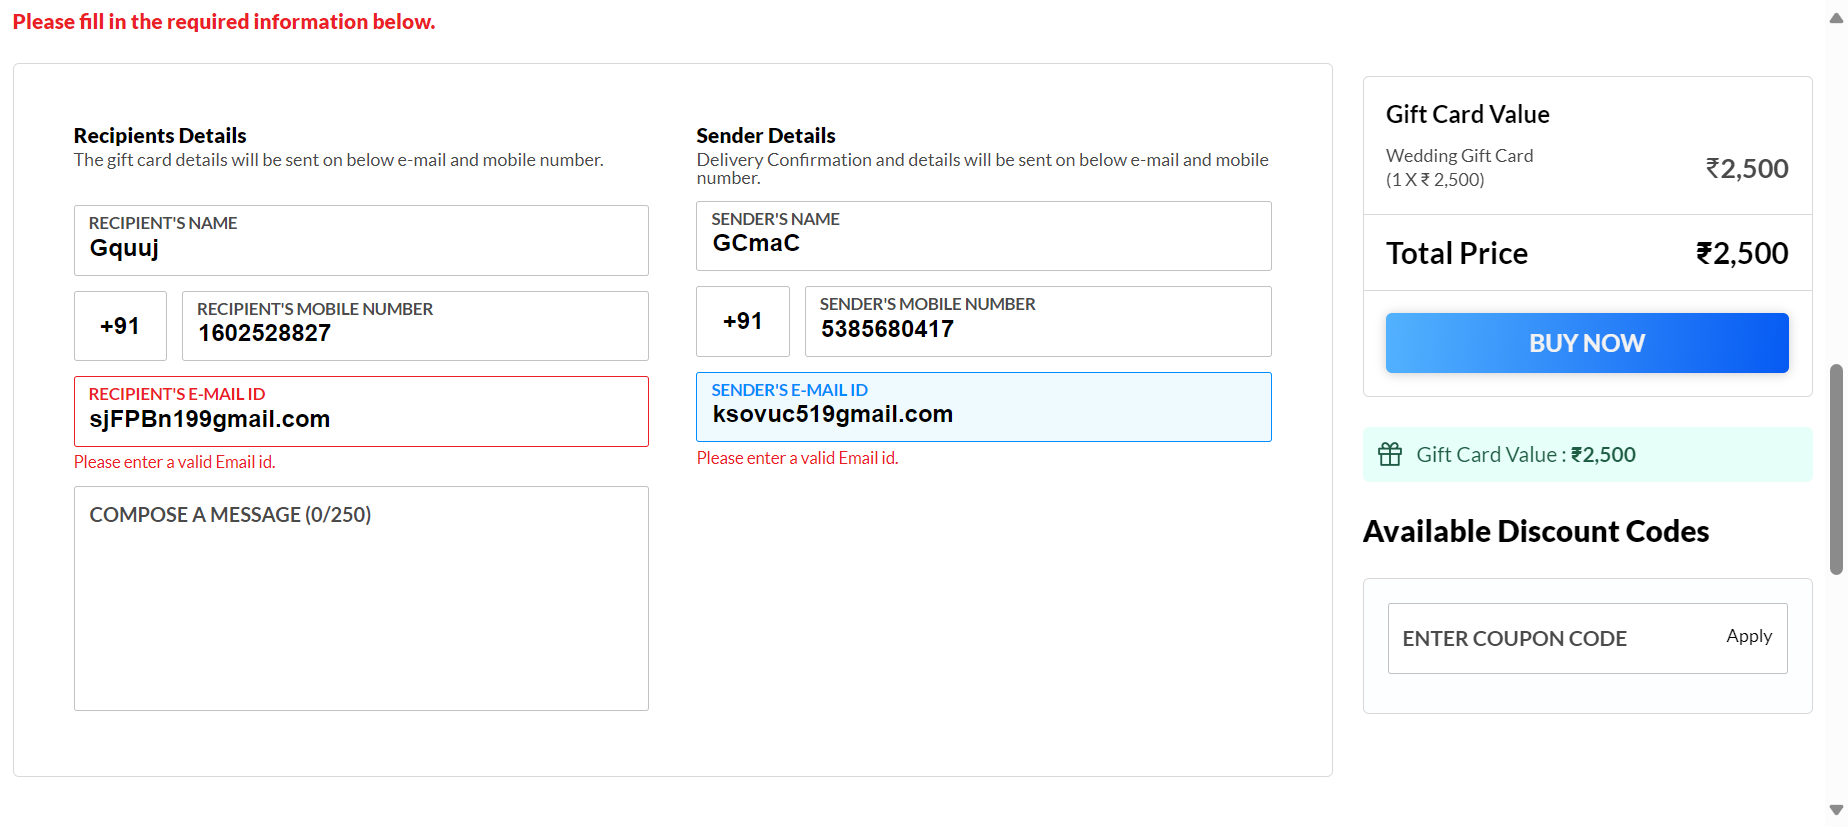 Please fill in the required information below.
Recipients Details
The gift card details will be sent on below e-mail and mobile number.
RECIPIENT'S NAME
Gquuj
+91
RECIPIENT'S MOBILE NUMBER
1602528827
RECIPIENT'S E-MAIL ID
sjFPBn199gmail.com
Please enter a valid Email id.
COMPOSE A MESSAGE (0/250)
Sender Details
Delivery Confirmation and details will be sent on below e-mail and mobile
number.
SENDER'S NAME
GCmaC
+91
SENDER'S MOBILE NUMBER
5385680417
SENDER'S E-MAIL ID
ksovuc519gmail.com
Please enter a valid Email id.
Gift Card Value
Wedding Gift Card
(1 X ₹ 2,500)
₹2,500
Total Price
₹2,500
BUY NOW
Gift Card Value : ₹2,500
Available Discount Codes
ENTER COUPON CODE
Apply